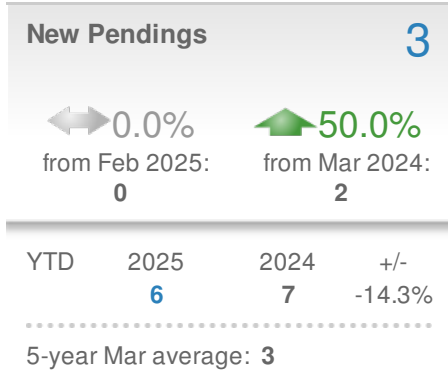 New Pendings 3
0.0% 50.0%
from Feb 2025: from Mar 2024:
0 2
YTD 2025 2024 +/-
6 7 -14.3%
5-year Mar average: 3